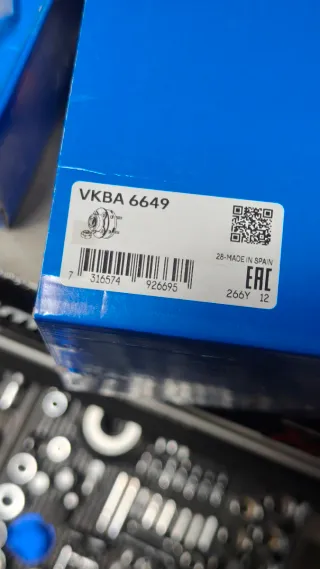 VKBA 6649
28-MADE IN SPAIN
7 316574 926695
EAC
266Y 12